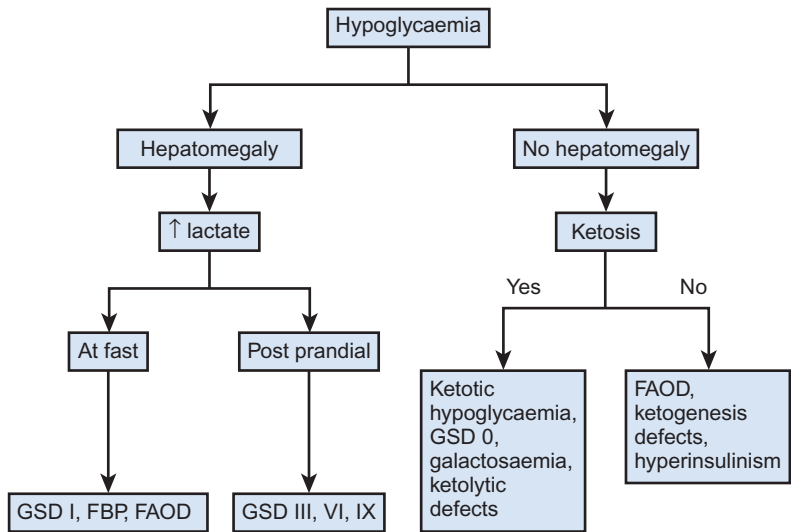 Hypoglycaemia
Hepatomegaly
No hepatomegaly
↑ lactate
Ketosis
Yes
No
At fast
Post prandial
Ketotic
hypoglycaemia,
GSD 0,
galactosaemia,
ketolytic
defects
FAOD,
ketogenesis
defects,
hyperinsulinism
GSD I, FBP, FAOD
GSD III, VI, IX